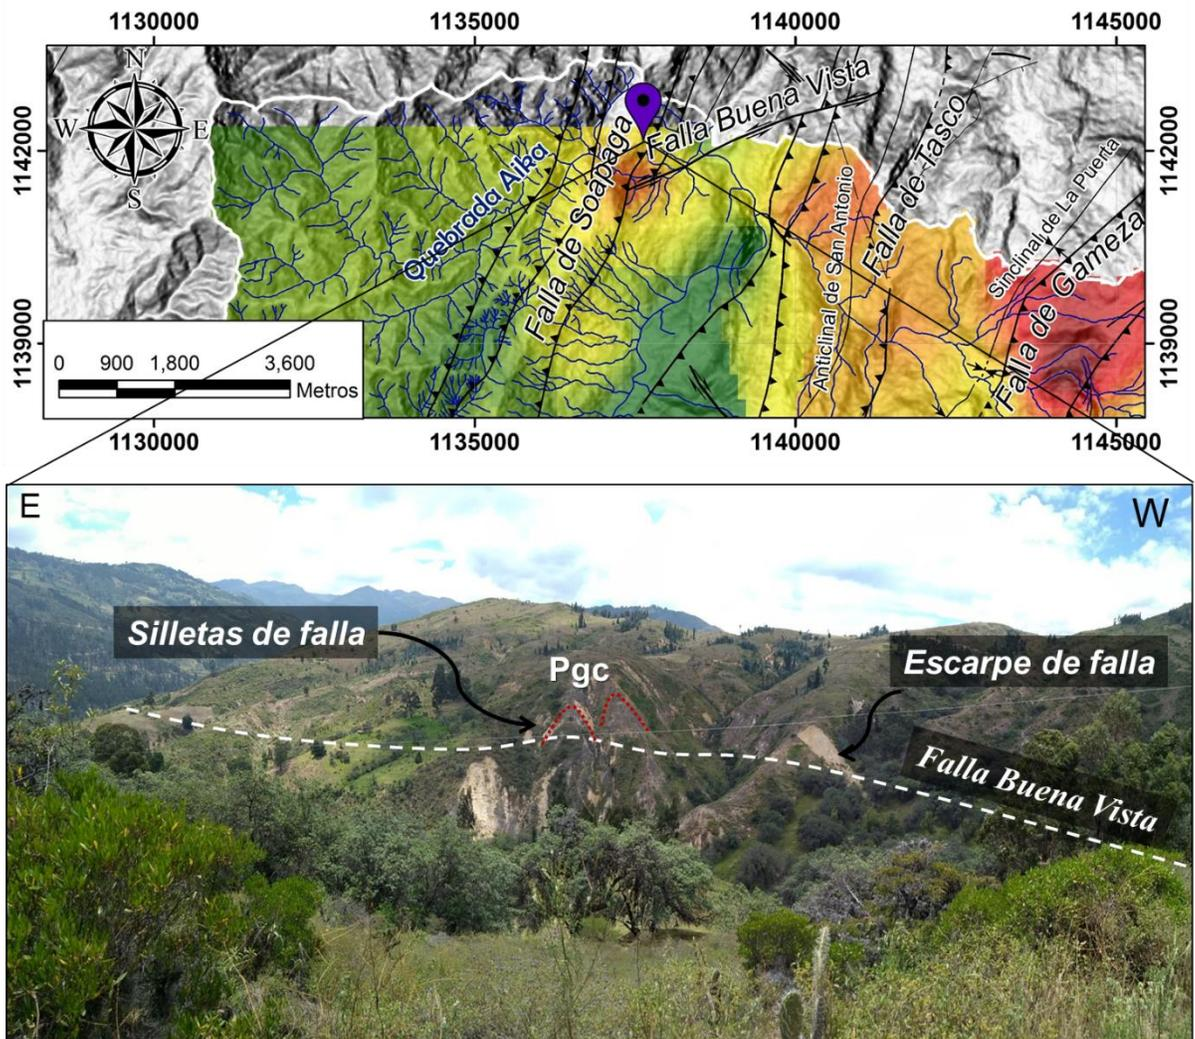 1130000 1135000 1140000 1145000
N
W E
S
1142000
1139000
Quebrada Aika
Falla de Soapaga
Falla Buena Vista
Anticlinal de San Antonio
Falla de Tasco
Sinclinal de La Puerta
Falla de Gameza
1142000
1139000
0 900 1,800 3,600
Metros
1130000 1135000 1140000 1145000
E W
Silletas de falla
Pgc
Escarpe de falla
Falla Buena Vista